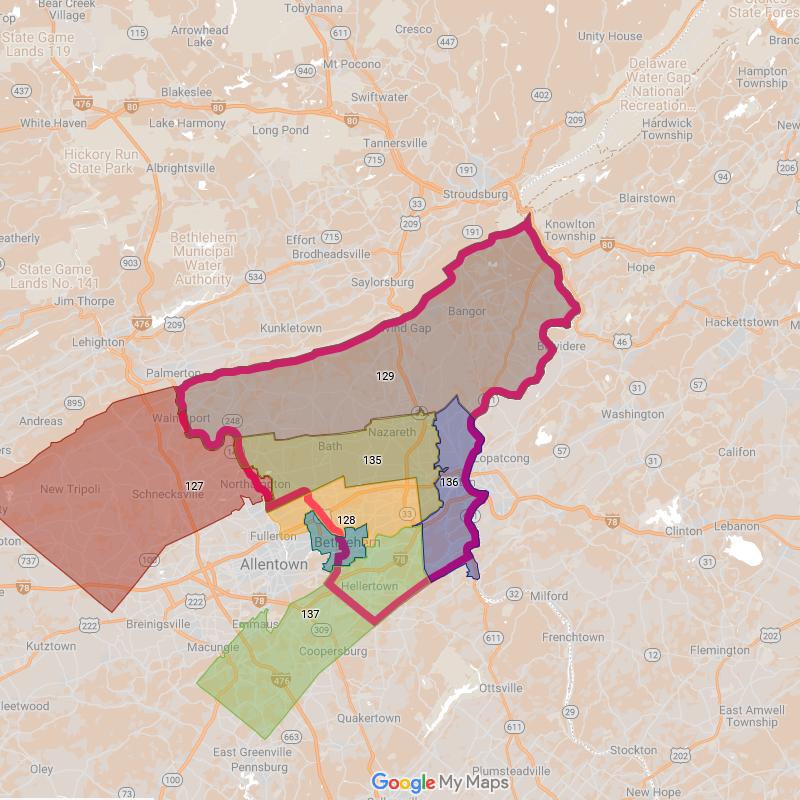 Bear Creek
Village
Tobyhanna
Stokes
State Forest
State Game
Lands 119
115
Arrowhead
Lake
611
Cresco
447
Unity House
Mt Pocono
940
Delaware
Water Gap
National
Recreation...
Hampton
Township
437
476
Blakeslee
80
Swiftwater
402
209
White Haven
Lake Harmony
Long Pond
80
Hardwick
Township
Tannersville
715
Hickory Run
State Park
Albrightsville
191
94
Stroudsburg
33
Blairstown
206
209
191
Knowlton
Township
80
Bethlehem
Municipal
Water
Authority
Effort
715
Brodheadsville
903
State Game
Lands No. 141
534
Saylorsburg
Hope
Jim Thorpe
476
209
Kunkletown
Wind Gap
Bangor
Hackettstown
Lehighton
Belvidere
46
Palmerton
129
895
57
Andreas
Walnutport
248
Washington
Nazareth
Bath
135
57
Califon
Lopatcong
31
127
136
New Tripoli
Schnecksville
Northampton
31
128
33
78
Clinton
Lebanon
Fullerton
Bethlehem
737
100
Allentown
78
31
Hellertown
222
78
32
Milford
222
Breinigsville
137
Emmaus
309
611
Frenchtown
202
Kutztown
Macungie
Coopersburg
12
Flemington
476
Ottsville
Quakertown
29
East Amwell
Township
611
663
East Greenville
Pennsburg
Stockton
202
Oly
100
Plumsteadville
73
New Hope
Google My Maps